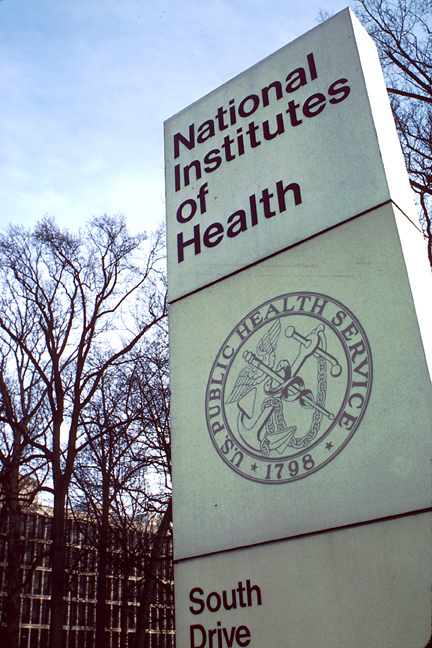 National
Institutes
of
Health
U.S. PUBLIC HEALTH SERVICE
★ 1798 ★
South
Drive